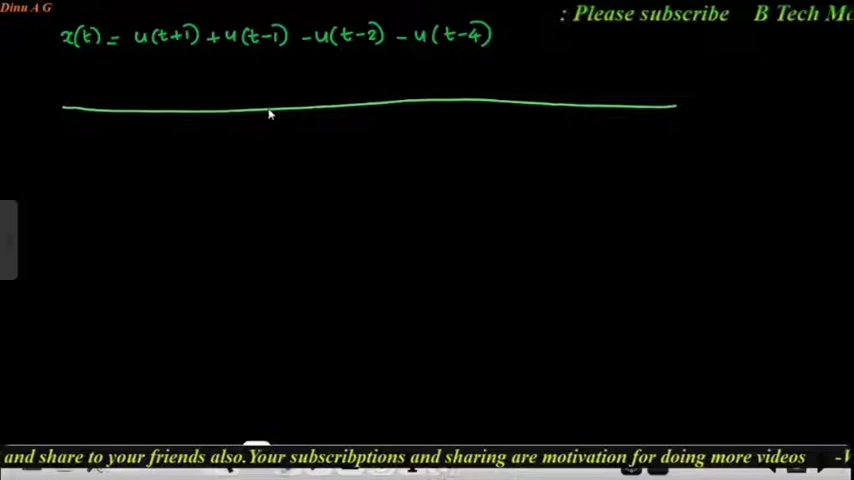 Dinu A G
: Please subscribe B Tech Mo
x(t) = u(t+1) + u(t-1) - u(t-2) - u(t-4)
and share to your friends also.Your subscribptions and sharing are motivation for doing more videos -V